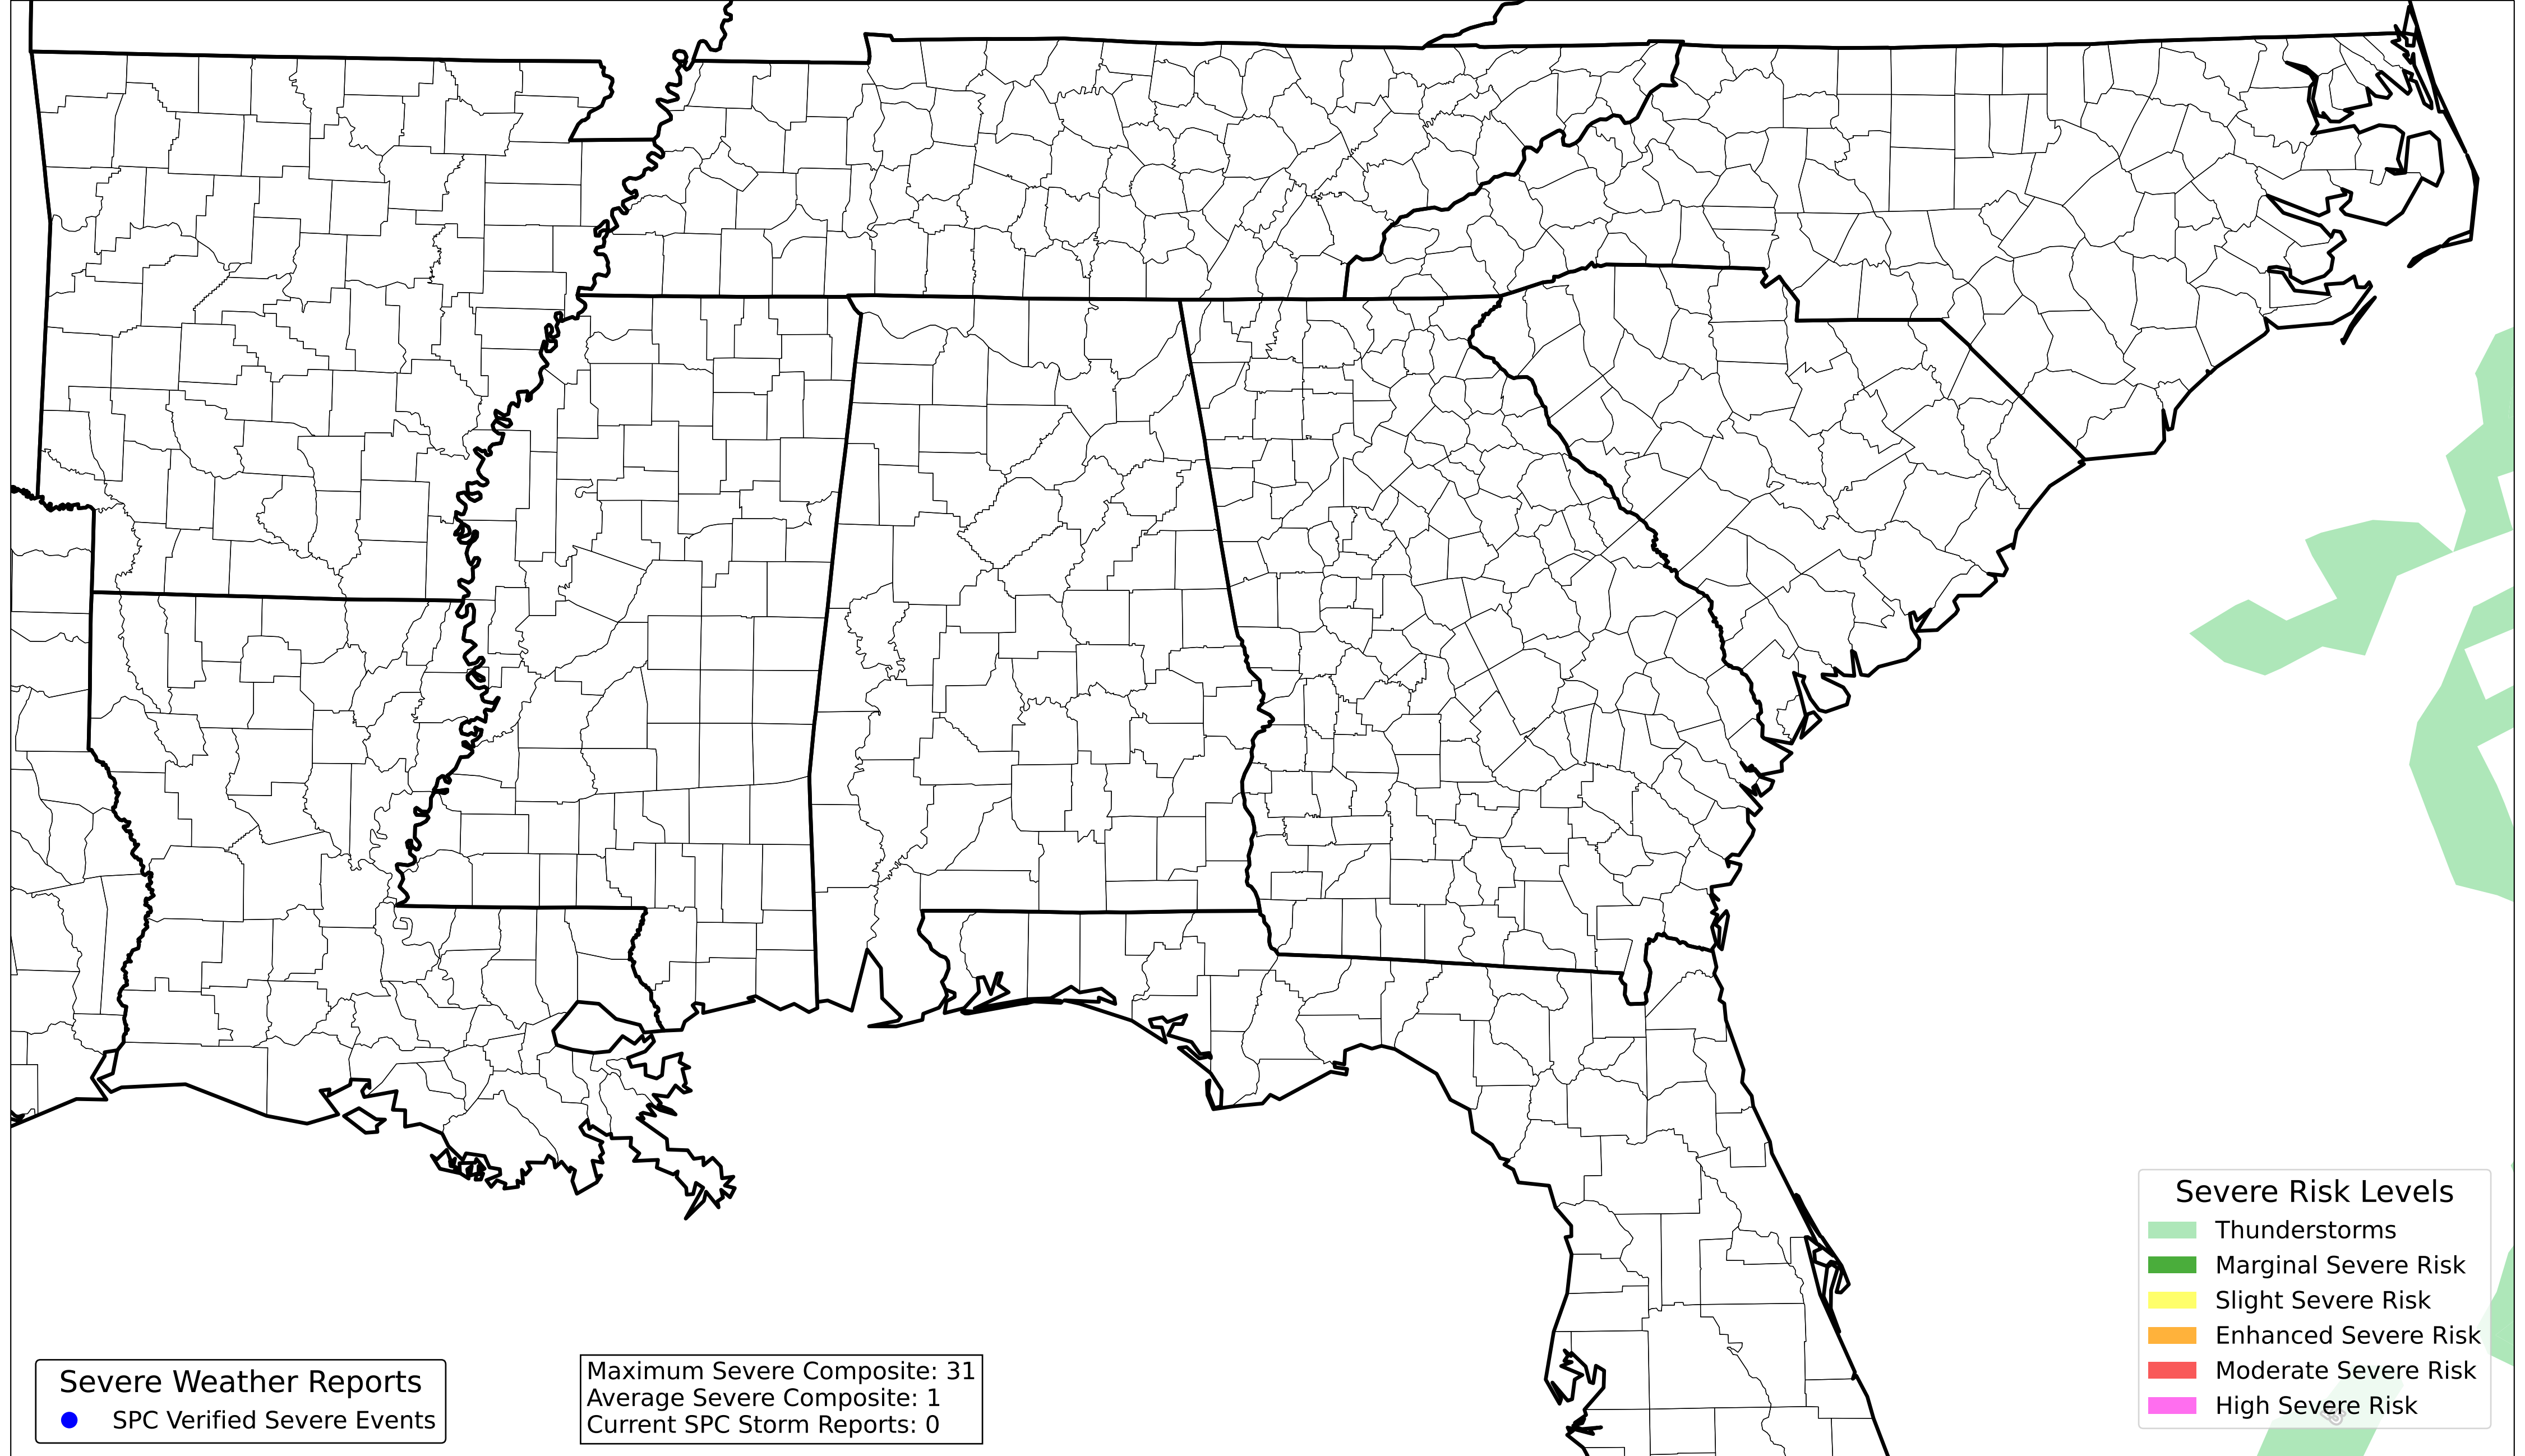 Severe Risk Levels
Thunderstorms
Marginal Severe Risk
Slight Severe Risk
Enhanced Severe Risk
Moderate Severe Risk
High Severe Risk
Severe Weather Reports
SPC Verified Severe Events
Maximum Severe Composite: 31
Average Severe Composite: 1
Current SPC Storm Reports: 0